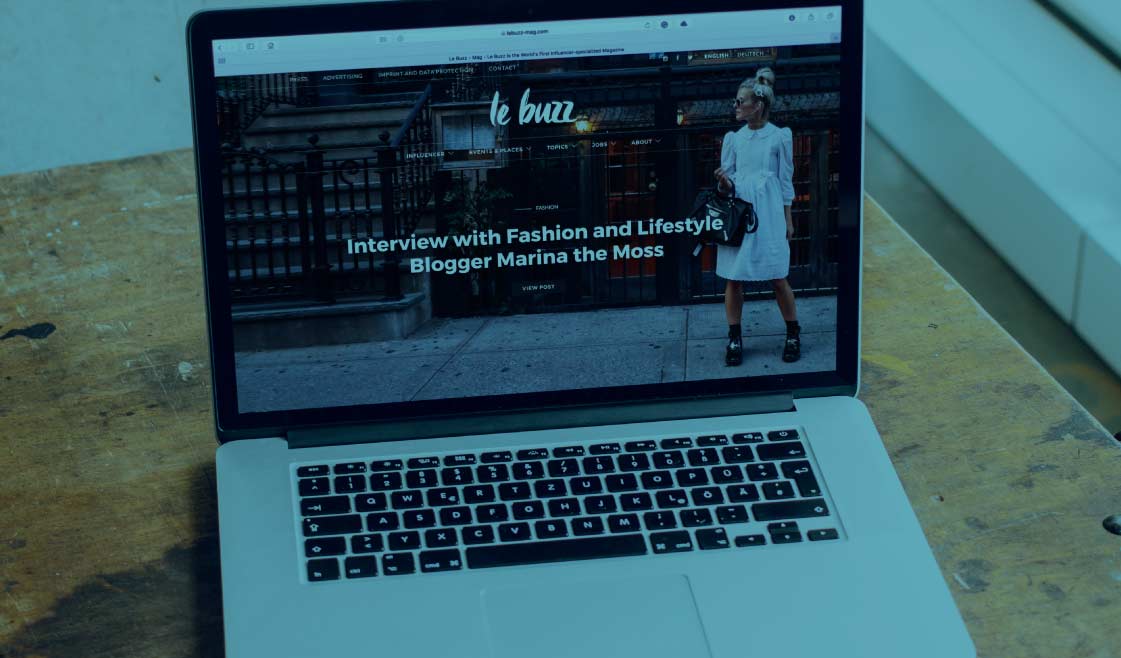 lebuzz-mag.com
Le Buzz - Mag - Le Buzz is the World's First Influencer-specialized Magazine
PRESS ADVERTISING IMPRINT AND DATA PROTECTION CONTACT ENGLISH DEUTSCH
le buzz
INFLUENCER EVENTS & PLACES TOPICS JOBS ABOUT
FASHION
Interview with Fashion and Lifestyle
Blogger Marina the Moss
VIEW POST
Q W E R T Z U I O P Ü
A S D F G H J K L Ö Ä
Y X C V B N M